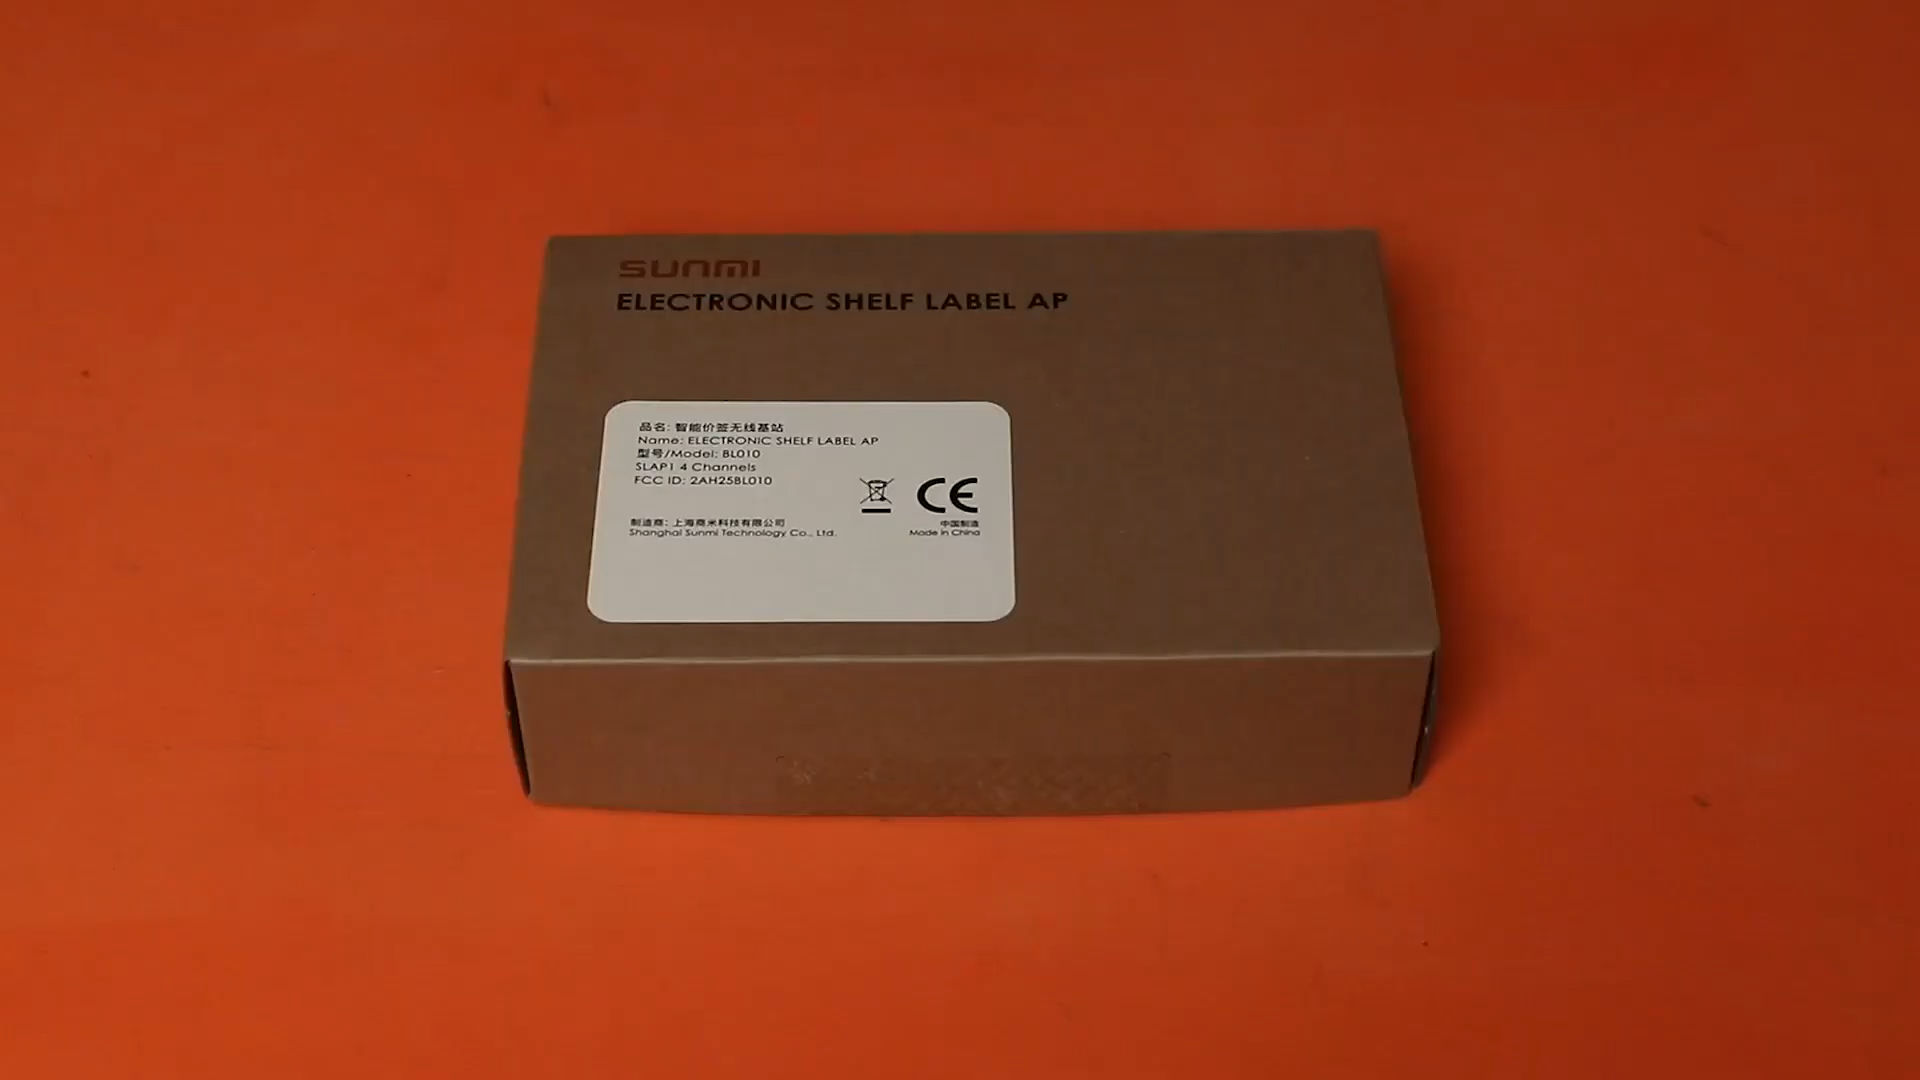 SUNMI
ELECTRONIC SHELF LABEL AP
品名: 智能价签无线基站
Name: ELECTRONIC SHELF LABEL AP
型号/Model: BL010
SLAP1 4 Channels
FCC ID: 2AH25BL010
CE
制造商: 上海商米科技有限公司
Shanghai Sunmi Technology Co., Ltd.
中国制造
Made in China